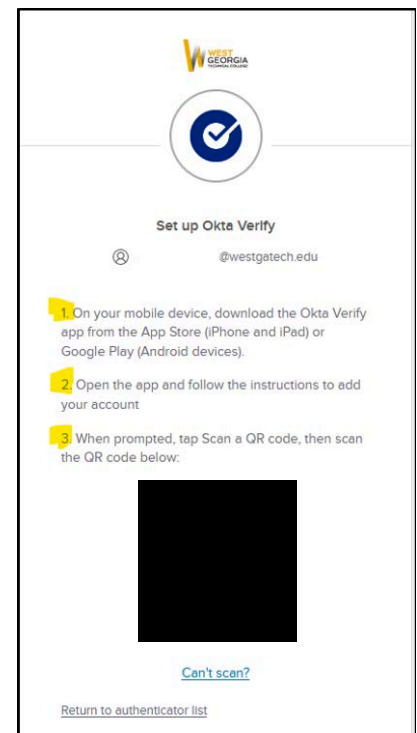 WEST
GEORGIA
TECHNICAL COLLEGE
Set up Okta Verify
@westgatech.edu
1. On your mobile device, download the Okta Verify
app from the App Store (iPhone and iPad) or
Google Play (Android devices).
2. Open the app and follow the instructions to add
your account
3. When prompted, tap Scan a QR code, then scan
the QR code below:
Can't scan?
Return to authenticator list